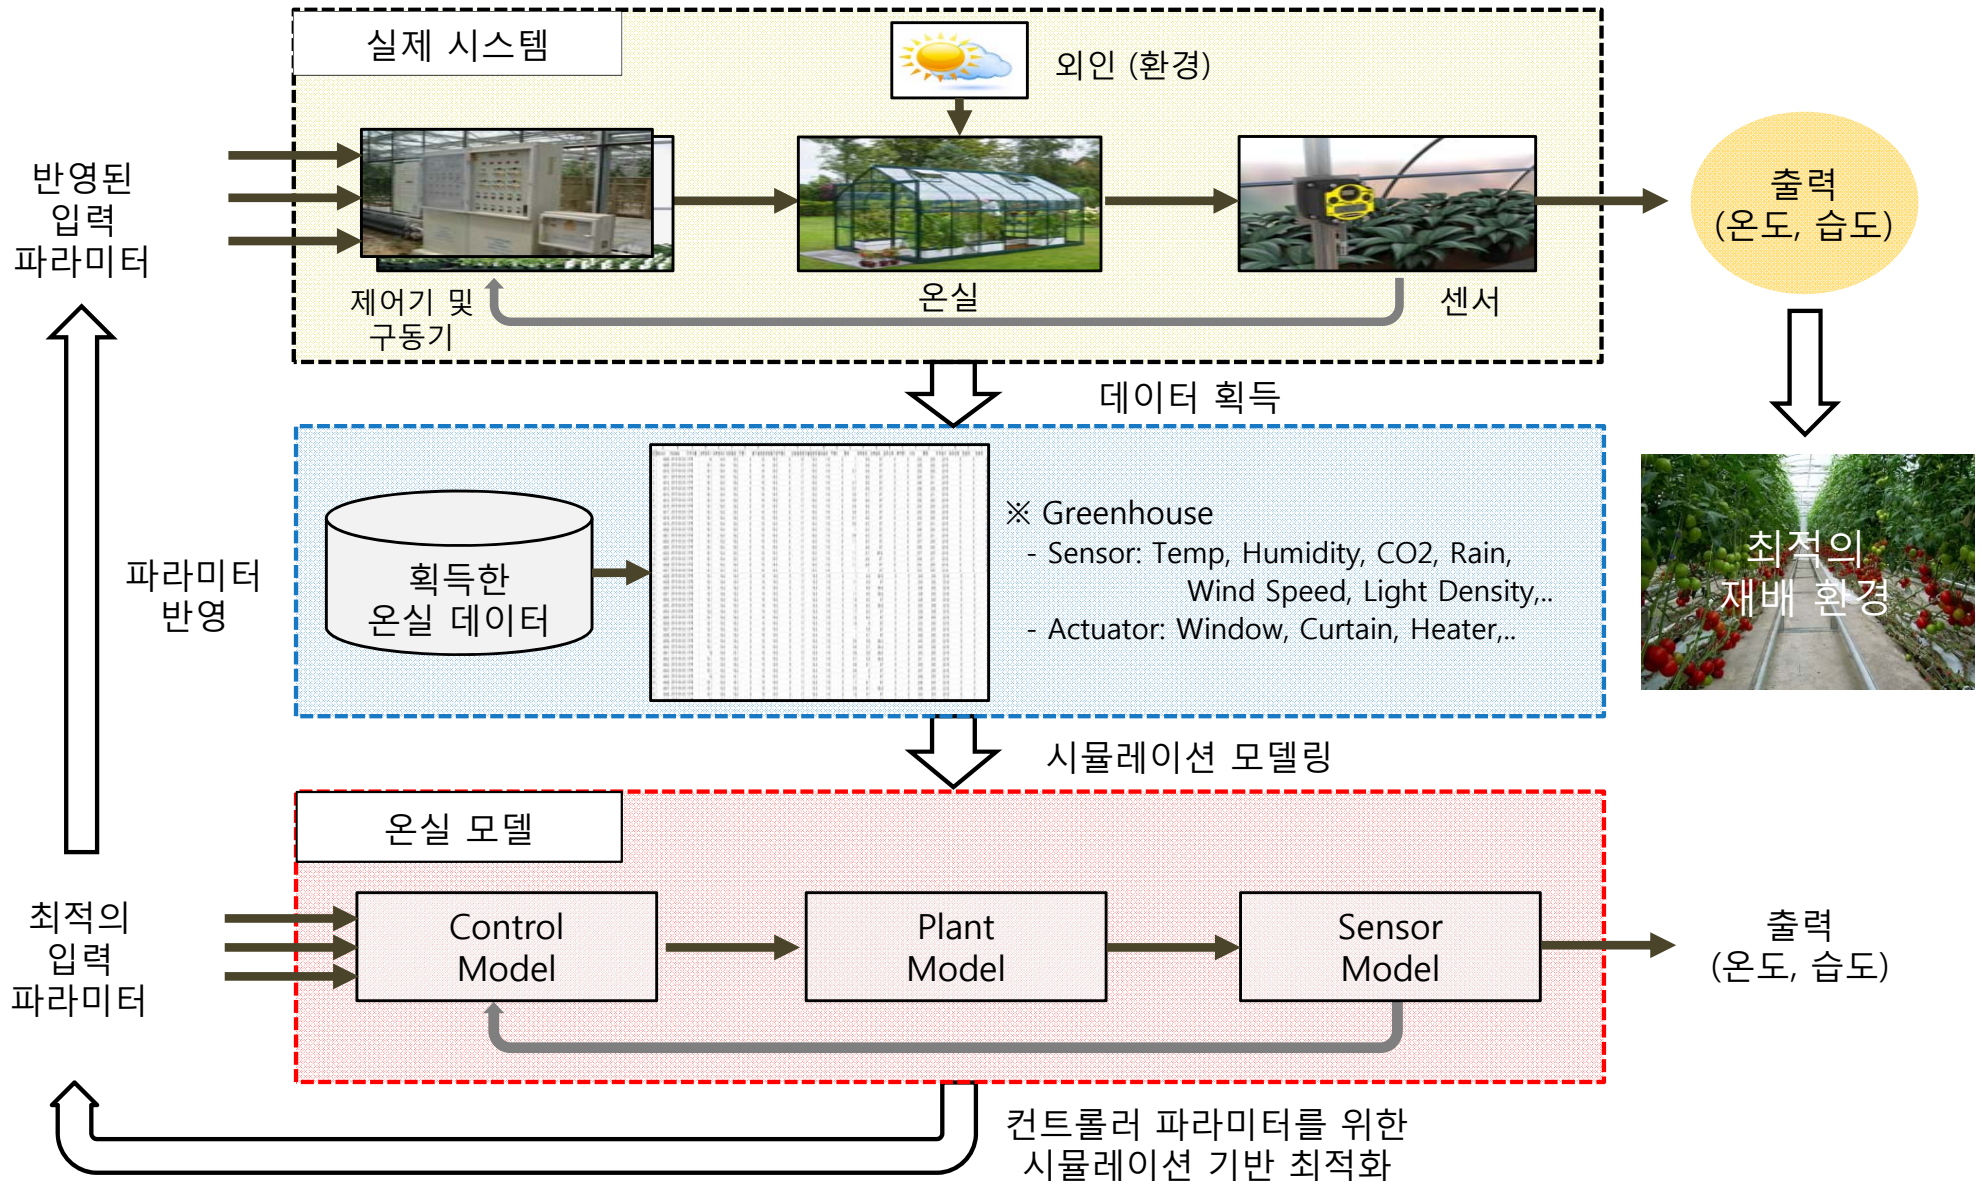 실제 시스템
외인 (환경)
반영된
입력
파라미터
제어기 및
구동기
온실
센서
출력
(온도, 습도)
데이터 획득
파라미터
반영
획득한
온실 데이터
※ Greenhouse
- Sensor: Temp, Humidity, CO2, Rain,
Wind Speed, Light Density,..
- Actuator: Window, Curtain, Heater,..
최적의
재배 환경
시뮬레이션 모델링
온실 모델
최적의
입력
파라미터
Control
Model
Plant
Model
Sensor
Model
출력
(온도, 습도)
컨트롤러 파라미터를 위한
시뮬레이션 기반 최적화